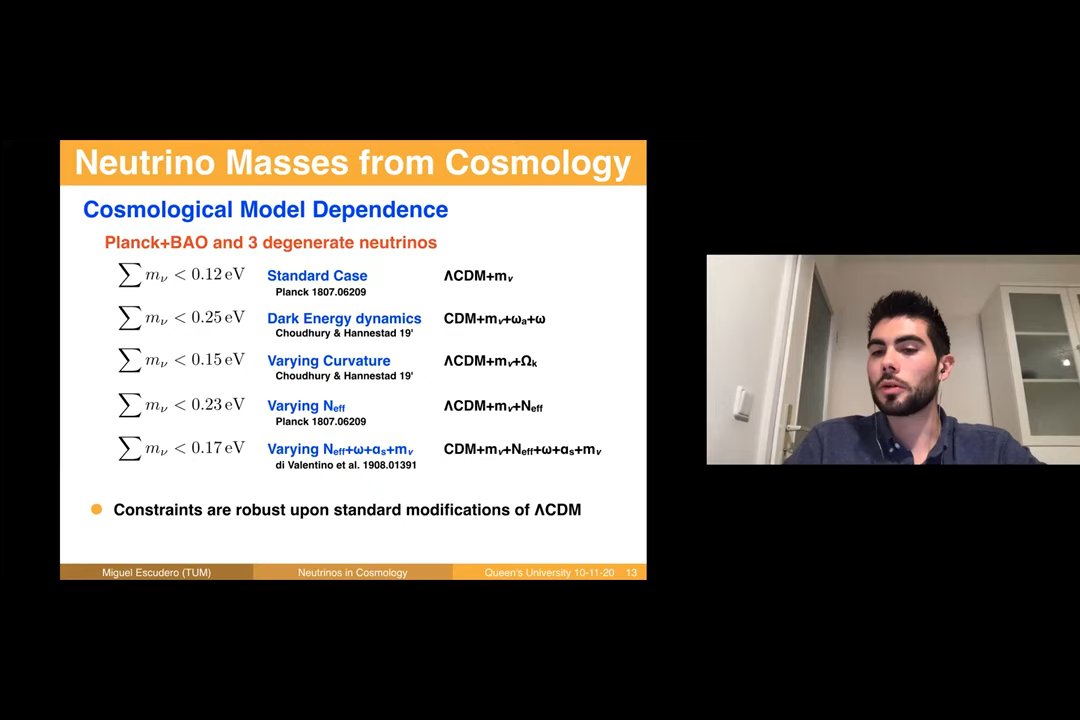 Neutrino Masses from Cosmology
Cosmological Model Dependence
Planck+BAO and 3 degenerate neutrinos
∑ mν < 0.12 eV Standard Case ΛCDM+mν
Planck 1807.06209
∑ mν < 0.25 eV Dark Energy dynamics CDM+mν+ωa+ω
Choudhury & Hannestad 19'
∑ mν < 0.15 eV Varying Curvature ΛCDM+mν+Ωk
Choudhury & Hannestad 19'
∑ mν < 0.23 eV Varying Neff ΛCDM+mν+Neff
Planck 1807.06209
∑ mν < 0.17 eV Varying Neff+ω+αs+mν CDM+mν+Neff+ω+αs+mν
di Valentino et al. 1908.01391
Constraints are robust upon standard modifications of ΛCDM
Miguel Escudero (TUM) Neutrinos in Cosmology Queen's University 10-11-20 13